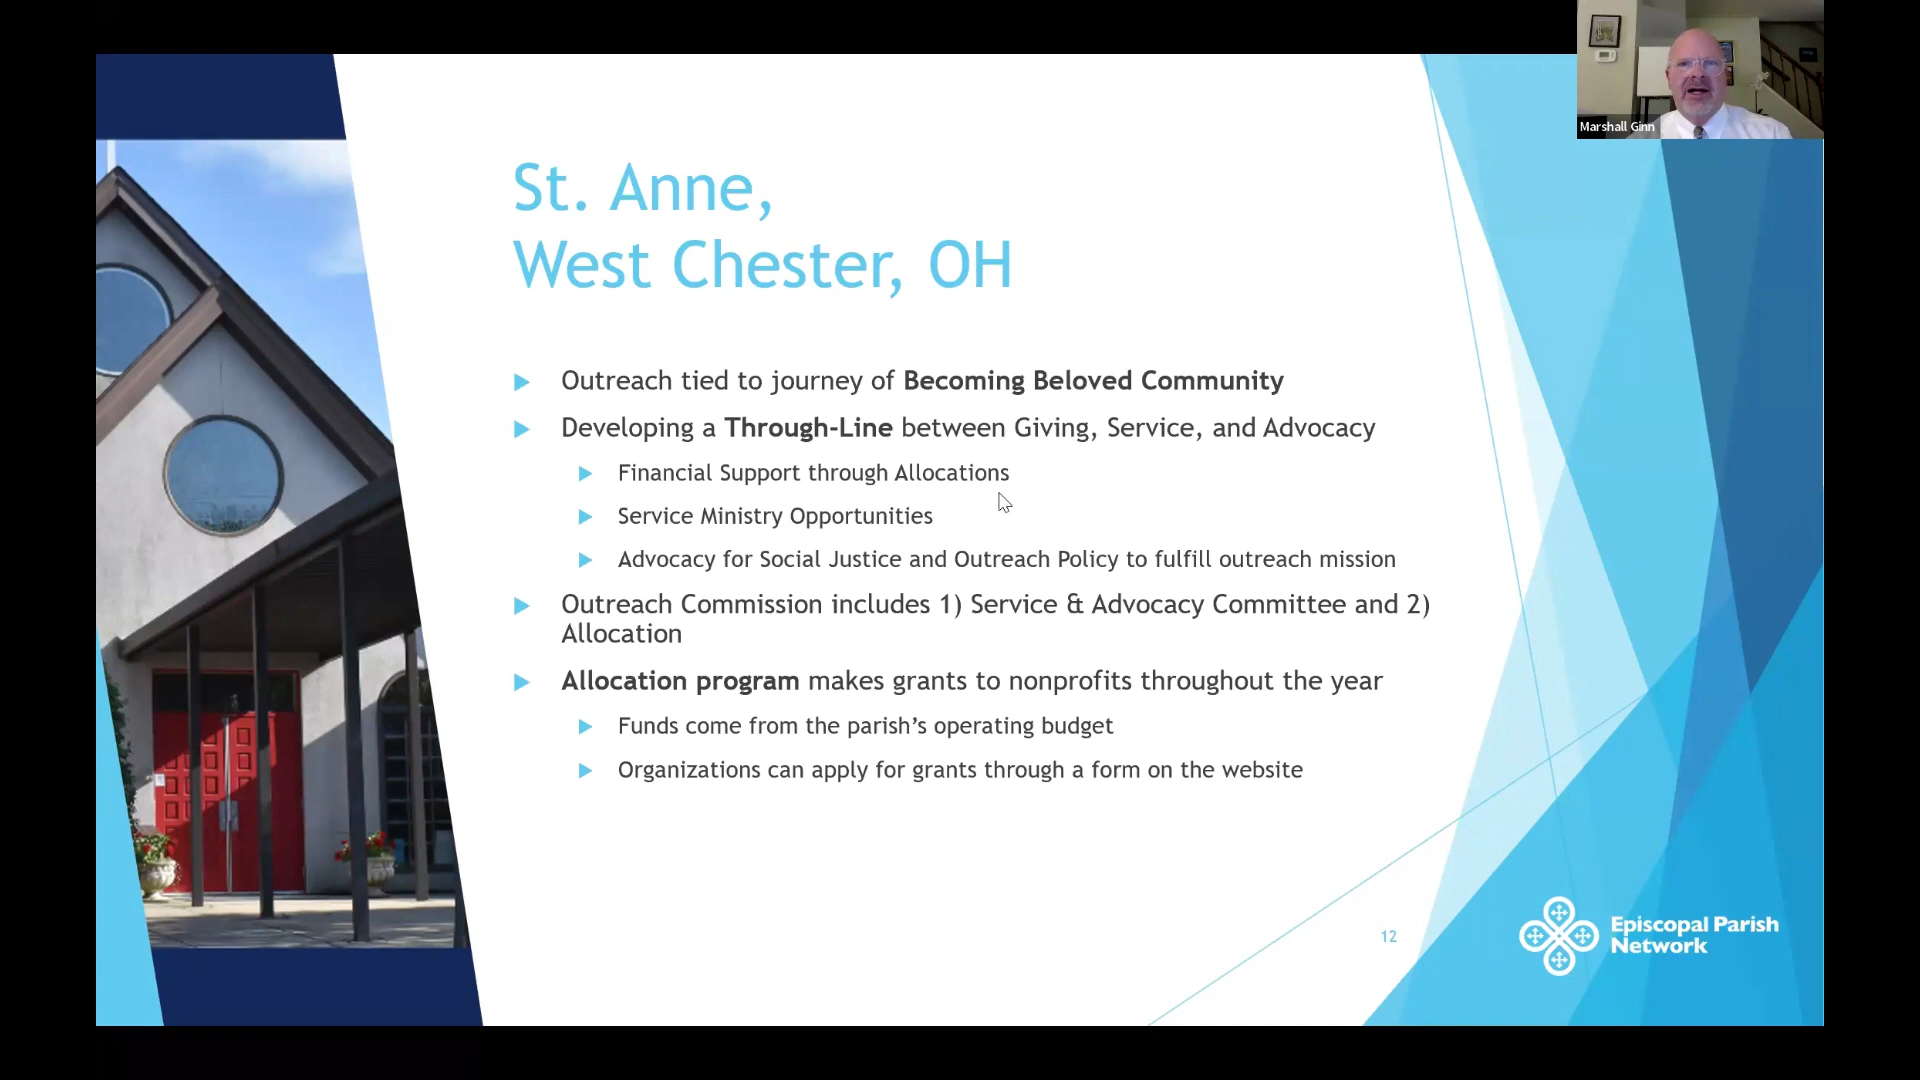 Marshall Ginn
St. Anne,
West Chester, OH
Outreach tied to journey of Becoming Beloved Community
Developing a Through-Line between Giving, Service, and Advocacy
Financial Support through Allocations
Service Ministry Opportunities
Advocacy for Social Justice and Outreach Policy to fulfill outreach mission
Outreach Commission includes 1) Service & Advocacy Committee and 2)
Allocation
Allocation program makes grants to nonprofits throughout the year
Funds come from the parish’s operating budget
Organizations can apply for grants through a form on the website
12
Episcopal Parish
Network